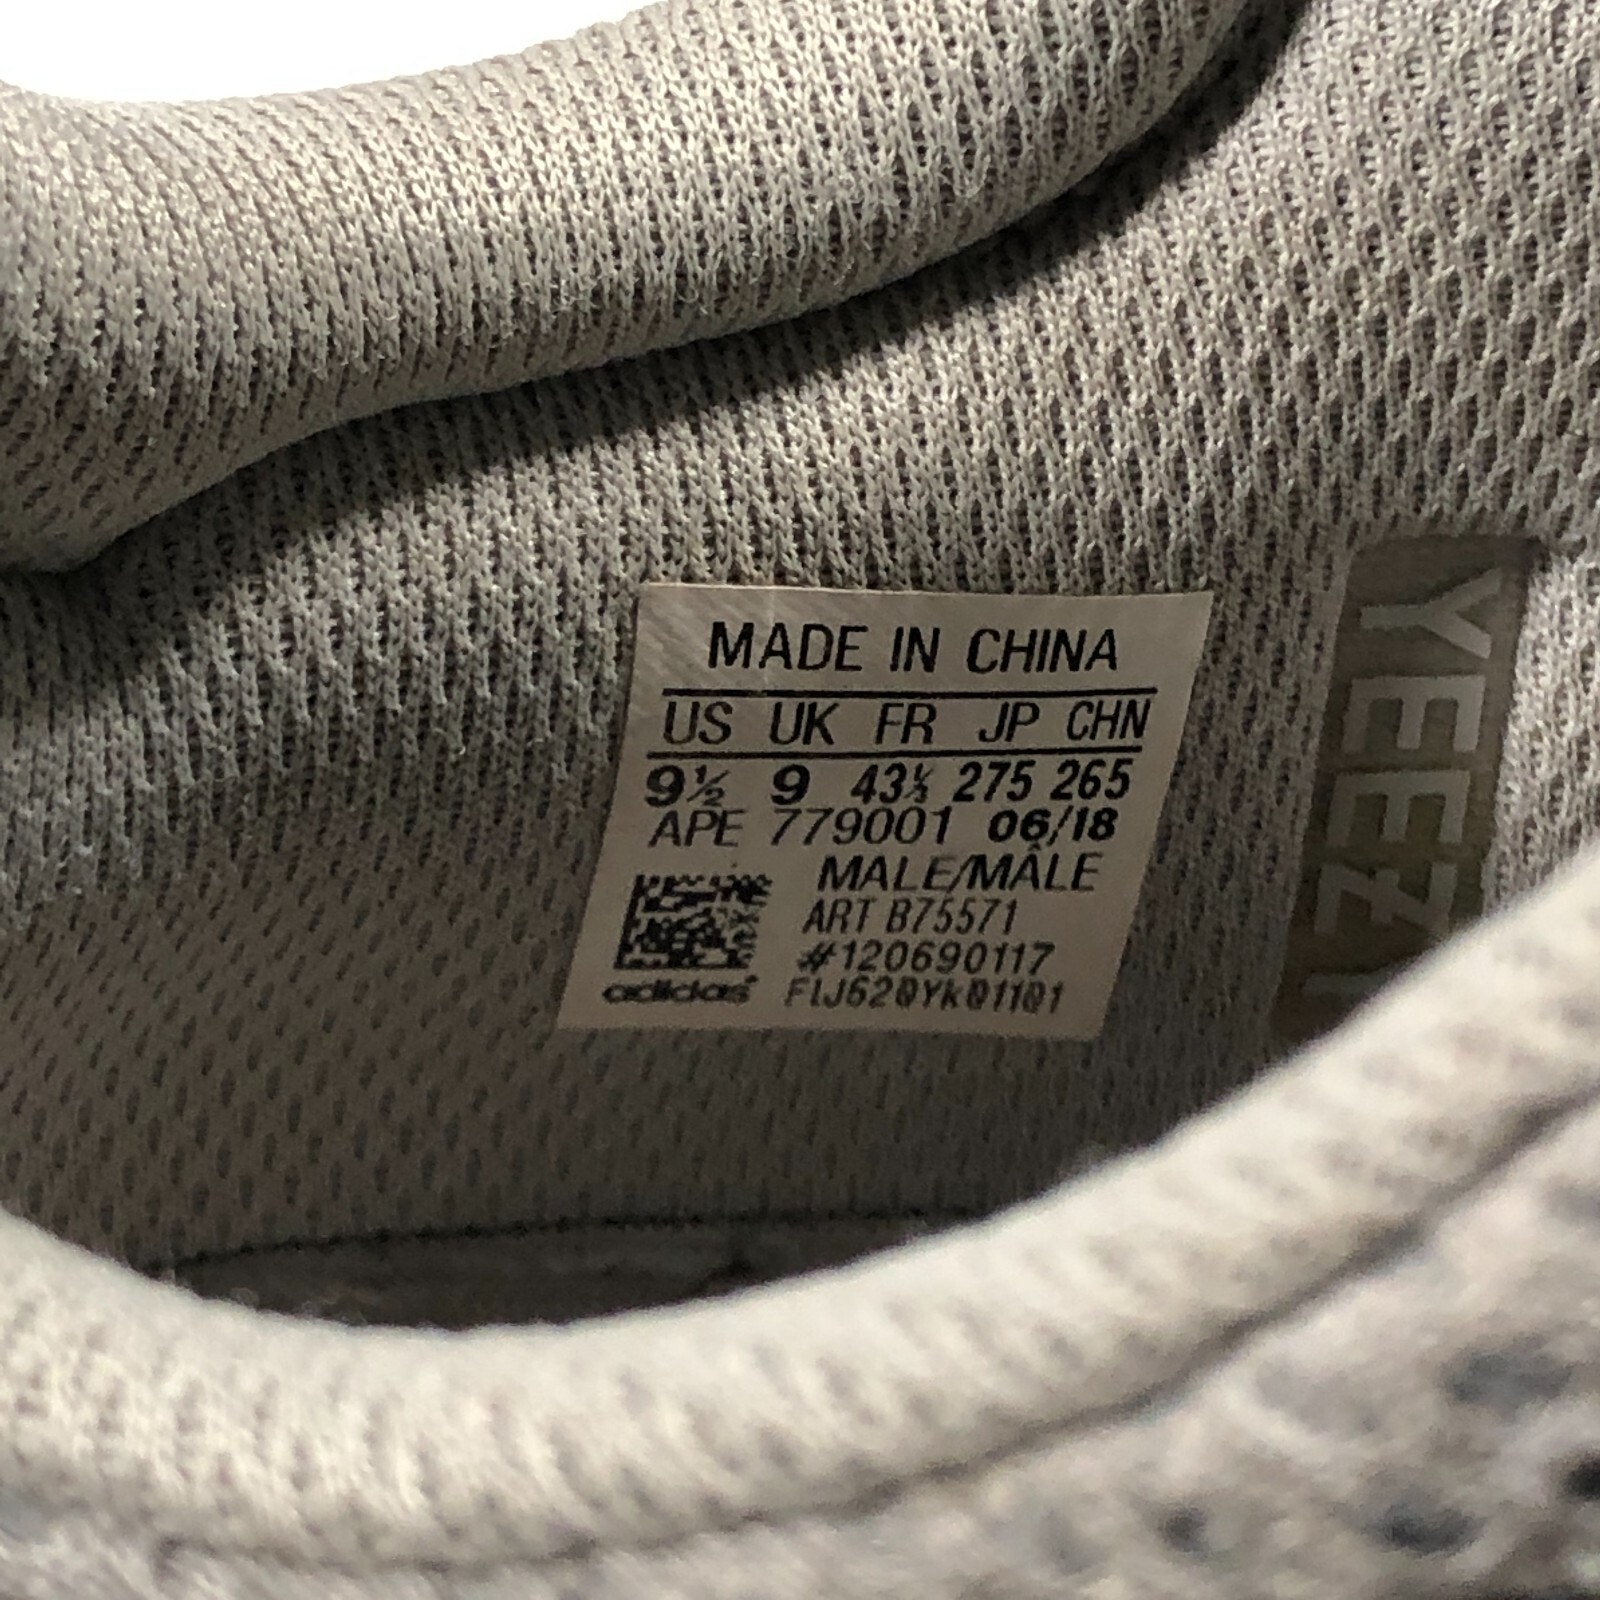 MADE IN CHINA
US UK FR JP CHN
9½ 9 43⅓ 275 265
APE 779001 06/18
MALE/MÂLE
ART B75571
#120690117
adidas FIJ620YK01101
YEEZY